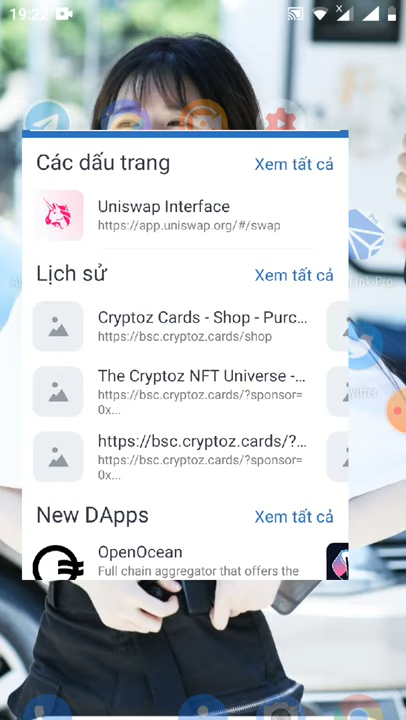 19:22
Các dấu trang
Xem tất cả
Uniswap Interface
https://app.uniswap.org/#/swap
Lịch sử
Xem tất cả
Cryptoz Cards - Shop - Purc...
https://bsc.cryptoz.cards/shop
The Cryptoz NFT Universe -...
https://bsc.cryptoz.cards/?sponsor=
0x...
https://bsc.cryptoz.cards/?...
https://bsc.cryptoz.cards/?sponsor=
0x...
New DApps
Xem tất cả
OpenOcean
Full chain aggregator that offers the